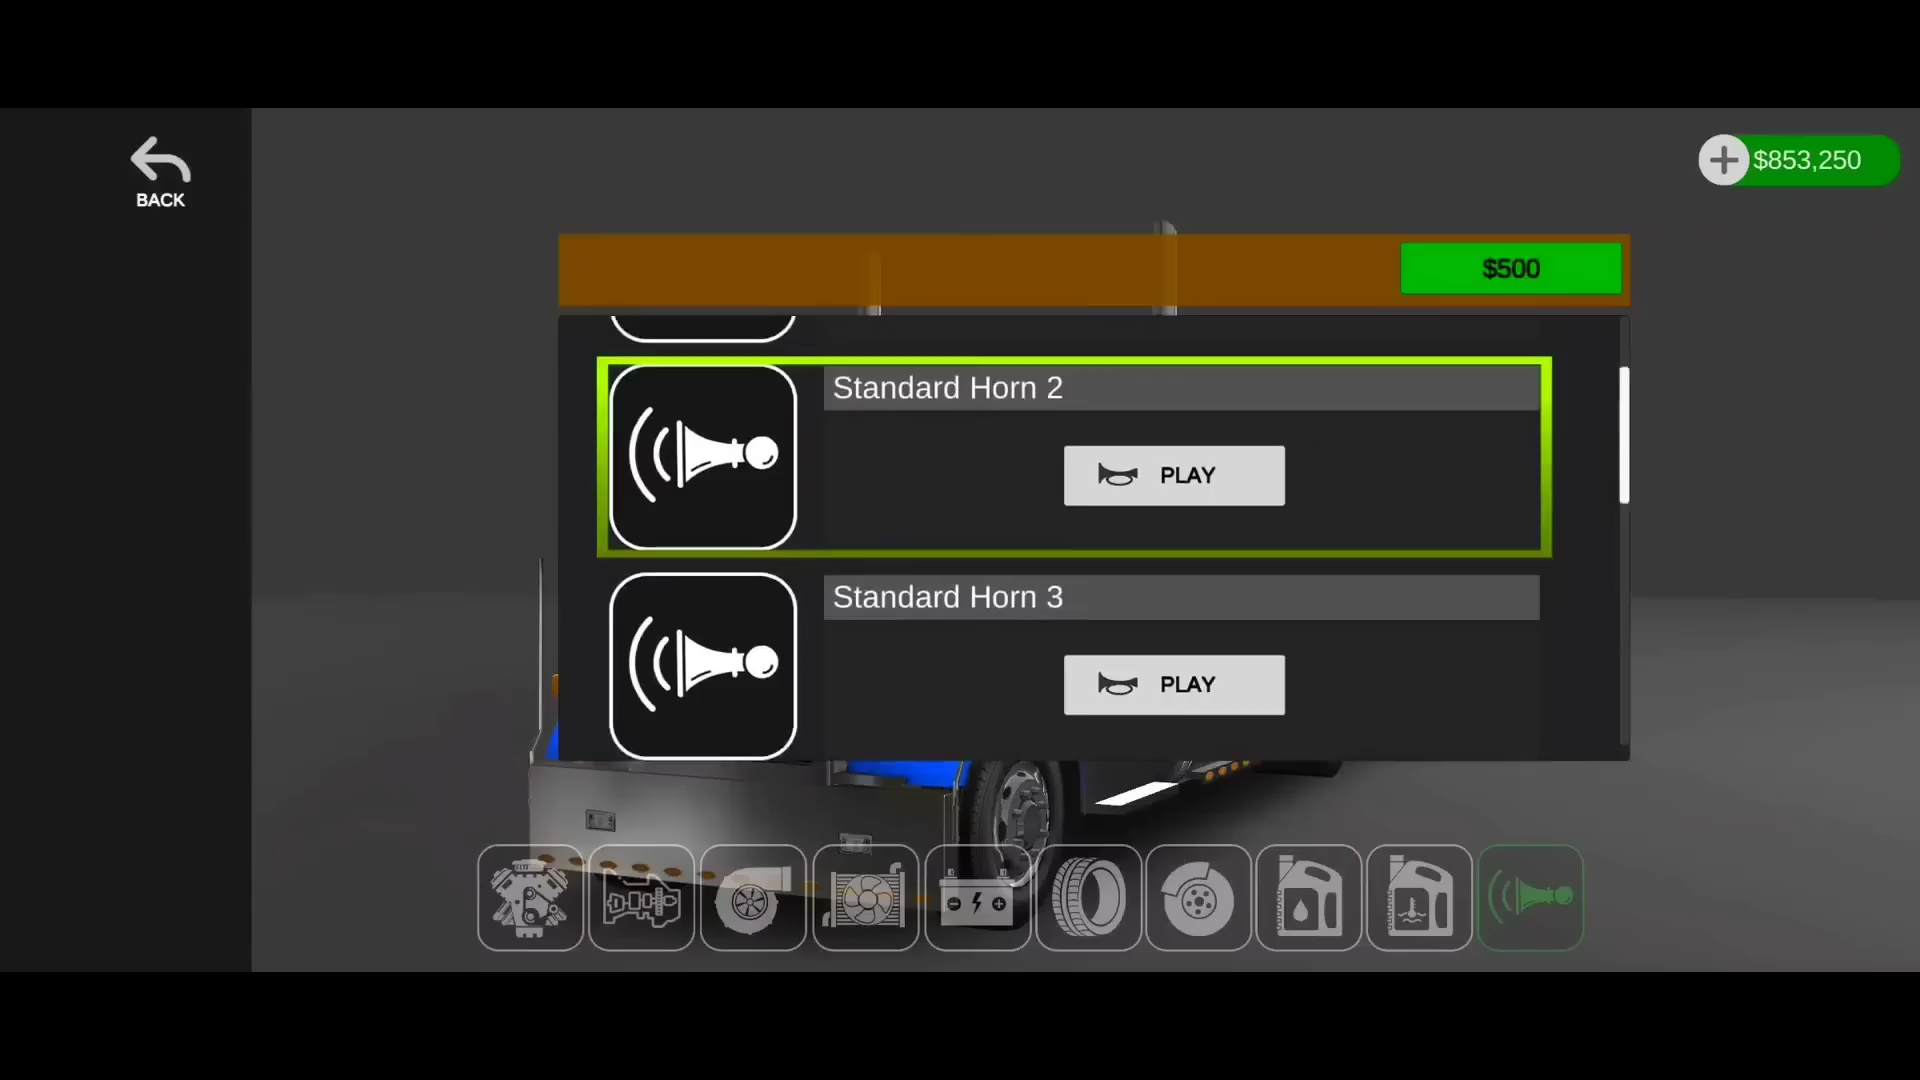 BACK
$853,250
$500
Standard Horn 2
PLAY
Standard Horn 3
PLAY